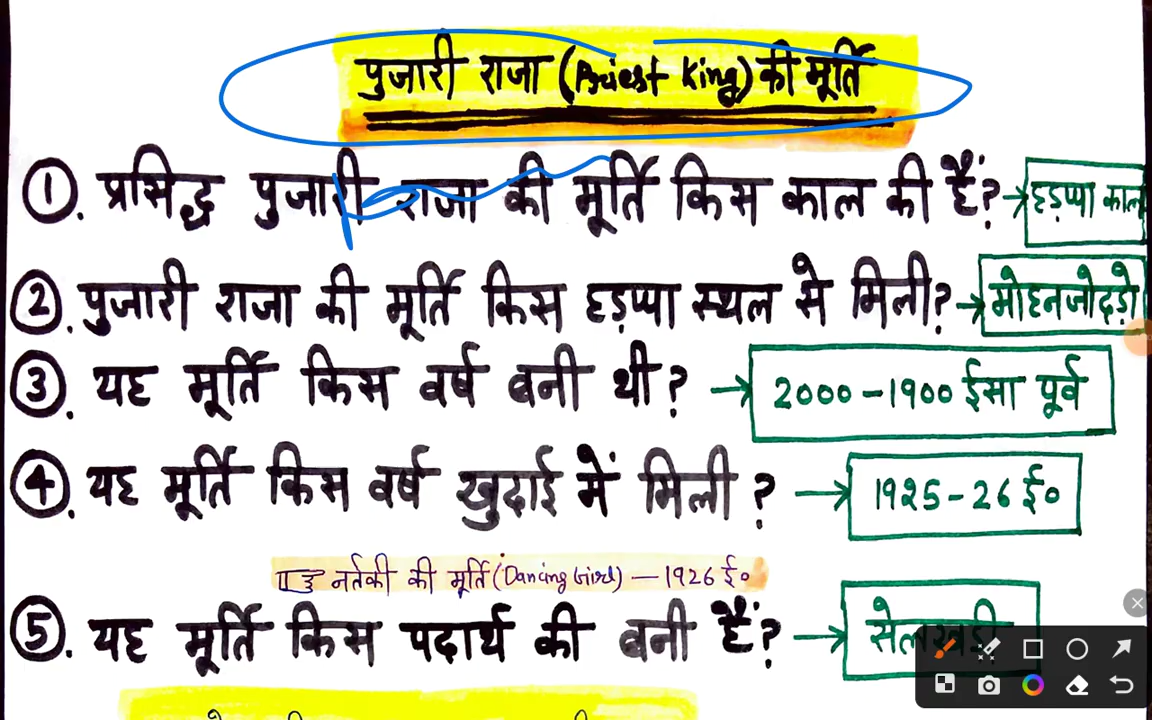 पुजारी राजा (Priest King) की मूर्ति
①. प्रसिद्ध पुजारी राजा की मूर्ति किस काल की हैं? → हड़प्पा काल
②. पुजारी राजा की मूर्ति किस हड़प्पा स्थल से मिली? → मोहनजोदड़ो
③. यह मूर्ति किस वर्ष बनी थी? → 2000-1900 ईसा पूर्व
④. यह मूर्ति किस वर्ष खुदाई में मिली? → 1925-26 ई०
नर्तकी की मूर्ति (Dancing Girl) — 1926 ई०
⑤. यह मूर्ति किस पदार्थ की बनी हैं? → सेलखड़ी